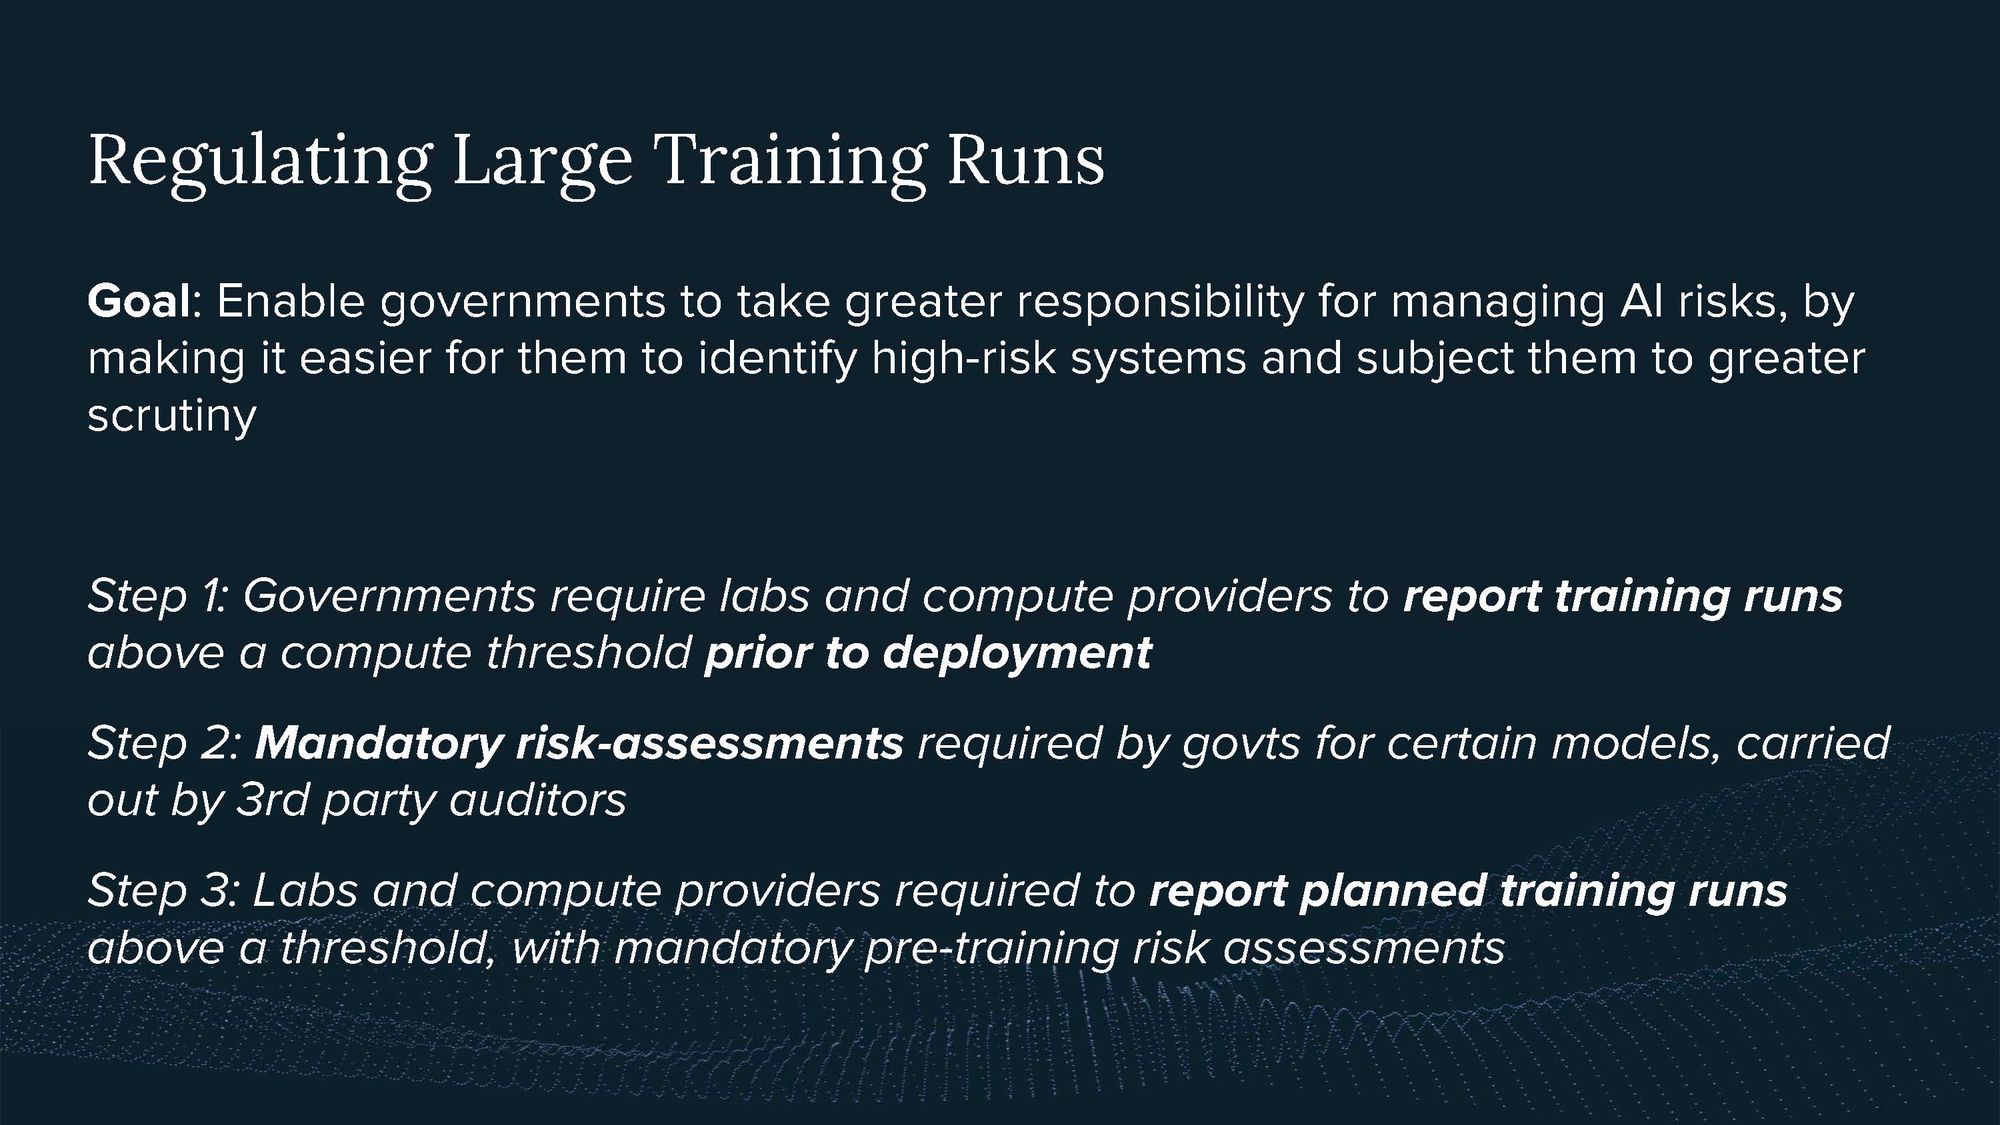 Regulating Large Training Runs
Goal: Enable governments to take greater responsibility for managing AI risks, by
making it easier for them to identify high-risk systems and subject them to greater
scrutiny
Step 1: Governments require labs and compute providers to report training runs
above a compute threshold prior to deployment
Step 2: Mandatory risk-assessments required by govts for certain models, carried
out by 3rd party auditors
Step 3: Labs and compute providers required to report planned training runs
above a threshold, with mandatory pre-training risk assessments